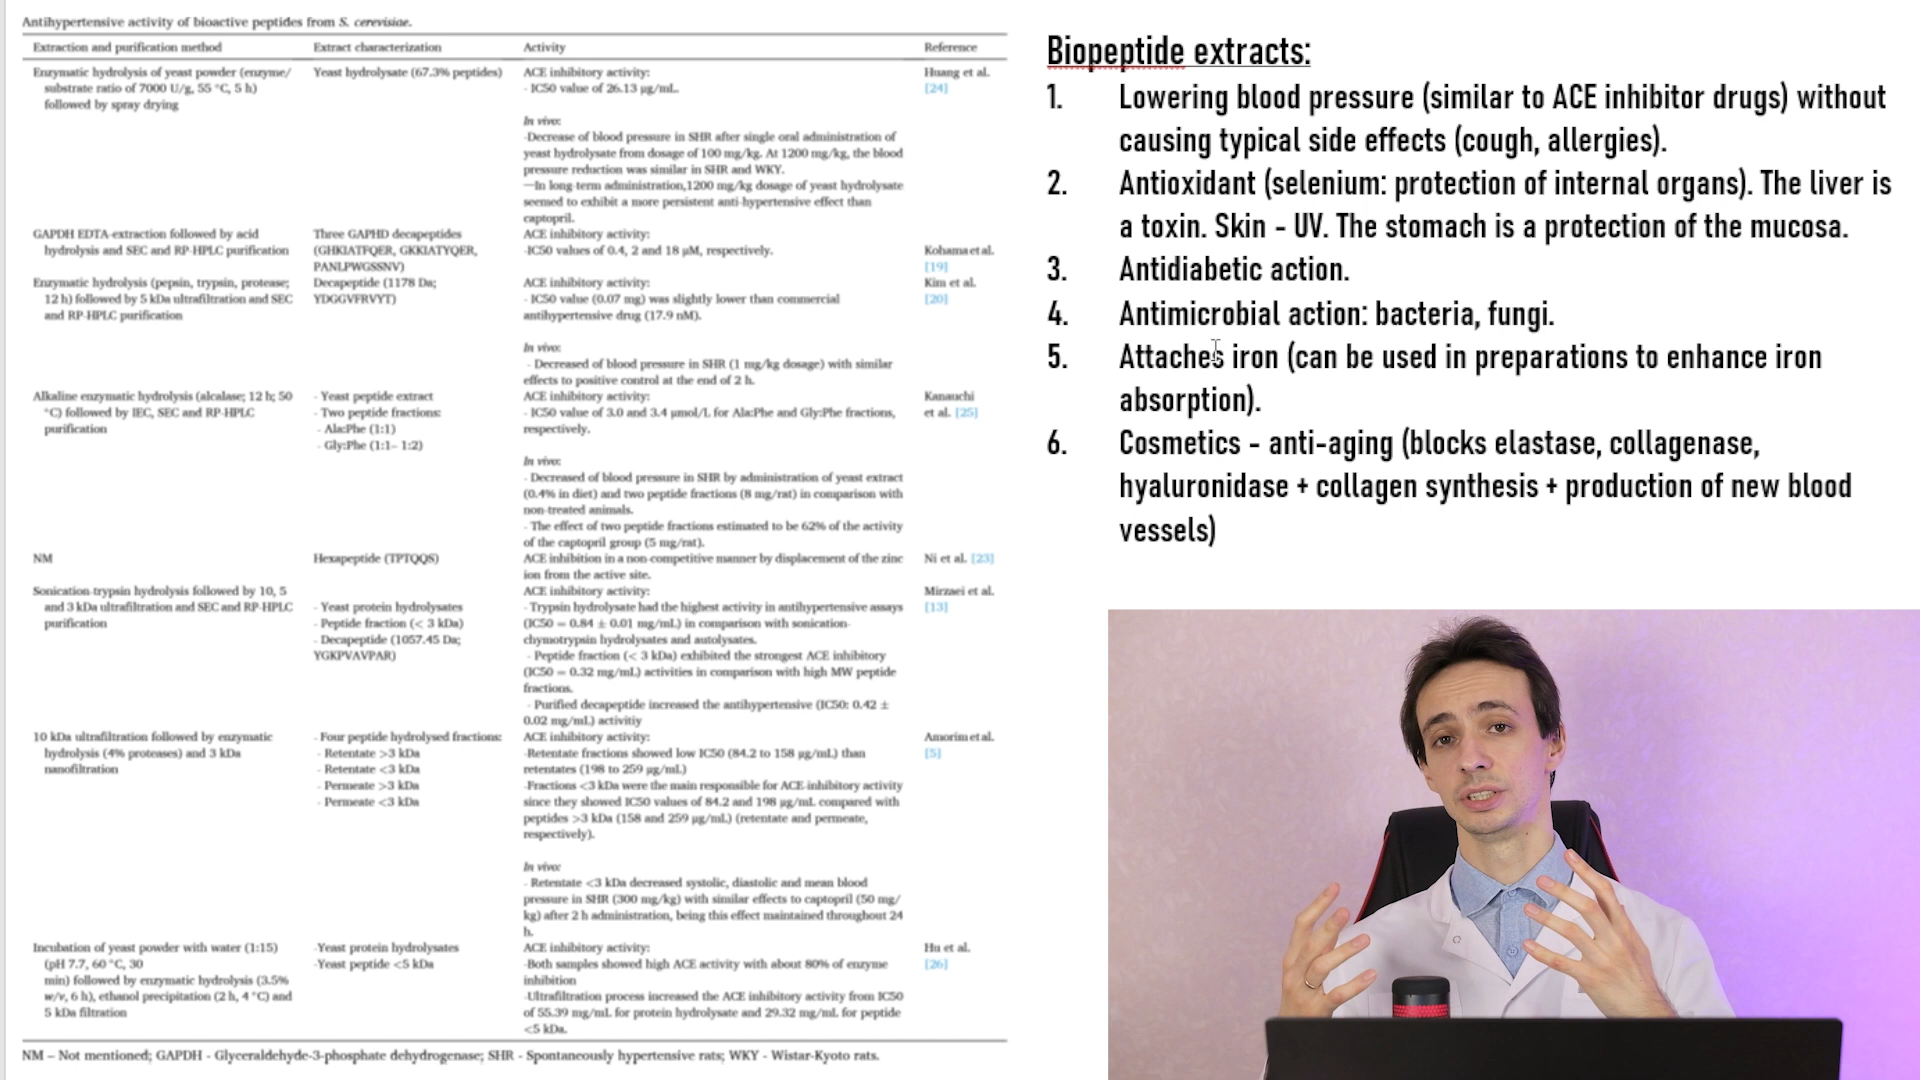 Antihypertensive activity of bioactive peptides from S. cerevisiae.
Extraction and purification method Extract characterization Activity Reference
Enzymatic hydrolysis of yeast powder (enzyme/
substrate ratio of 7000 U/g, 55 °C, 5 h)
followed by spray drying
Yeast hydrolysate (67.3% peptides)
ACE inhibitory activity:
- IC50 value of 26.13 µg/mL.
In vivo:
-Decrease of blood pressure in SHR after single oral administration of
yeast hydrolysate from dosage of 100 mg/kg. At 1200 mg/kg, the blood
pressure reduction was similar in SHR and WKY.
—In long-term administration,1200 mg/kg dosage of yeast hydrolysate
seemed to exhibit a more persistent anti-hypertensive effect than
captopril.
Huang et al.
[24]
GAPDH EDTA-extraction followed by acid
hydrolysis and SEC and RP-HPLC purification
Three GAPHD decapeptides
(GHKIATFQER, GKKIATYQER,
PANLPWGSSNV)
ACE inhibitory activity:
-IC50 values of 0.4, 2 and 18 µM, respectively.
Kohama et al.
[19]
Enzymatic hydrolysis (pepsin, trypsin, protease;
12 h) followed by 5 kDa ultrafiltration and SEC
and RP-HPLC purification
Decapeptide (1178 Da;
YDGGVFRVYT)
ACE inhibitory activity:
- IC50 value (0.07 mg) was slightly lower than commercial
antihypertensive drug (17.9 nM).
In vivo:
- Decreased of blood pressure in SHR (1 mg/kg dosage) with similar
effects to positive control at the end of 2 h.
Kim et al.
[20]
Alkaline enzymatic hydrolysis (alcalase; 12 h; 50
°C) followed by IEC, SEC and RP-HPLC
purification
- Yeast peptide extract
- Two peptide fractions:
- Ala:Phe (1:1)
- Gly:Phe (1:1– 1:2)
ACE inhibitory activity:
- IC50 value of 3.0 and 3.4 µmol/L for Ala:Phe and Gly:Phe fractions,
respectively.
In vivo:
- Decreased of blood pressure in SHR by administration of yeast extract
(0.4% in diet) and two peptide fractions (8 mg/rat) in comparison with
non-treated animals.
- The effect of two peptide fractions estimated to be 62% of the activity
of the captopril group (5 mg/rat).
Kanauchi
et al. [25]
NM
Hexapeptide (TPTQQS)
ACE inhibition in a non-competitive manner by displacement of the zinc
ion from the active site.
Ni et al. [23]
Sonication-trypsin hydrolysis followed by 10, 5
and 3 kDa ultrafiltration and SEC and RP-HPLC
purification
- Yeast protein hydrolysates
- Peptide fraction (< 3 kDa)
- Decapeptide (1057.45 Da;
YGKPVAVPAR)
ACE inhibitory activity:
- Trypsin hydrolysate had the highest activity in antihypertensive assays
(IC50 = 0.84 ± 0.01 mg/mL) in comparison with sonication-
chymotrypsin hydrolysates and autolysates.
- Peptide fraction (< 3 kDa) exhibited the strongest ACE inhibitory
(IC50 = 0.32 mg/mL) activities in comparison with high MW peptide
fractions.
- Purified decapeptide increased the antihypertensive (IC50: 0.42 ±
0.02 mg/mL) activitiy
Mirzaei et al.
[13]
10 kDa ultrafiltration followed by enzymatic
hydrolysis (4% proteases) and 3 kDa
nanofiltration
- Four peptide hydrolysed fractions:
- Retentate >3 kDa
- Retentate <3 kDa
- Permeate >3 kDa
- Permeate <3 kDa
ACE inhibitory activity:
-Retentate fractions showed low IC50 (84.2 to 158 µg/mL) than
retentates (198 to 259 µg/mL)
-Fractions <3 kDa were the main responsible for ACE-inhibitory activity
since they showed IC50 values of 84.2 and 198 µg/mL compared with
peptides >3 kDa (158 and 259 µg/mL) (retentate and permeate,
respectively).
In vivo:
- Retentate <3 kDa decreased systolic, diastolic and mean blood
pressure in SHR (300 mg/kg) with similar effects to captopril (50 mg/
kg) after 2 h administration, being this effect maintained throughout 24
h.
Amorim et al.
[5]
Incubation of yeast powder with water (1:15)
(pH 7.7, 60 °C, 30
min) followed by enzymatic hydrolysis (3.5%
w/v, 6 h), ethanol precipitation (2 h, 4 °C) and
5 kDa filtration
-Yeast protein hydrolysates
-Yeast peptide <5 kDa
ACE inhibitory activity:
-Both samples showed high ACE activity with about 80% of enzyme
inhibition
-Ultrafiltration process increased the ACE inhibitory activity from IC50
of 55.39 mg/mL for protein hydrolysate and 29.32 mg/mL for peptide
<5 kDa.
Hu et al.
[26]
NM – Not mentioned; GAPDH - Glyceraldehyde-3-phosphate dehydrogenase; SHR - Spontaneously hypertensive rats; WKY - Wistar-Kyoto rats.
Biopeptide extracts:
1. Lowering blood pressure (similar to ACE inhibitor drugs) without
causing typical side effects (cough, allergies).
2. Antioxidant (selenium: protection of internal organs). The liver is
a toxin. Skin - UV. The stomach is a protection of the mucosa.
3. Antidiabetic action.
4. Antimicrobial action: bacteria, fungi.
5. Attaches iron (can be used in preparations to enhance iron
absorption).
6. Cosmetics - anti-aging (blocks elastase, collagenase,
hyaluronidase + collagen synthesis + production of new blood
vessels)